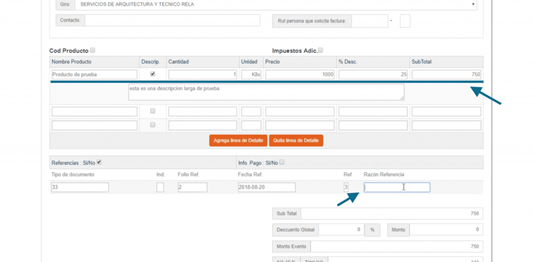 Giro: SERVICIOS DE ARQUITECTURA Y TECNICO RELA.
Contacto: Rut persona que solicita factura: -
Cod Producto Impuestos Adic.
Nombre Producto Descrip. Cantidad Unidad Precio % Desc. SubTotal
Producto de prueba 1 Kilo 1000 25 750
esta es una descripcion larga de prueba
Agrega linea de Detalle Quita linea de Detalle
Referencias : Si/No Info. Pago : Si/No
Tipo de documento Ind Folio Ref Fecha Ref Ref Razón Referencia
33 2 2018-08-20 3
Sub Total 750
Descuento Global 0 % Monto 0
Monto Evento 750